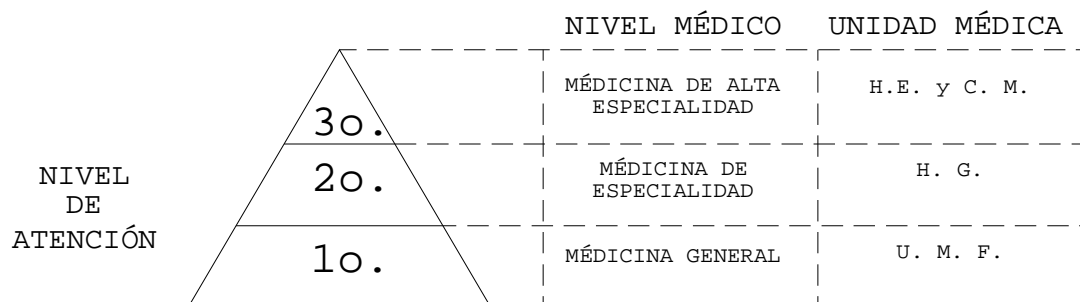 NIVEL MÉDICO UNIDAD MÉDICA
3o.
MÉDICINA DE ALTA
ESPECIALIDAD
H.E. y C. M.
NIVEL
DE
ATENCIÓN
2o.
MÉDICINA DE
ESPECIALIDAD
H. G.
1o.
MÉDICINA GENERAL
U. M. F.